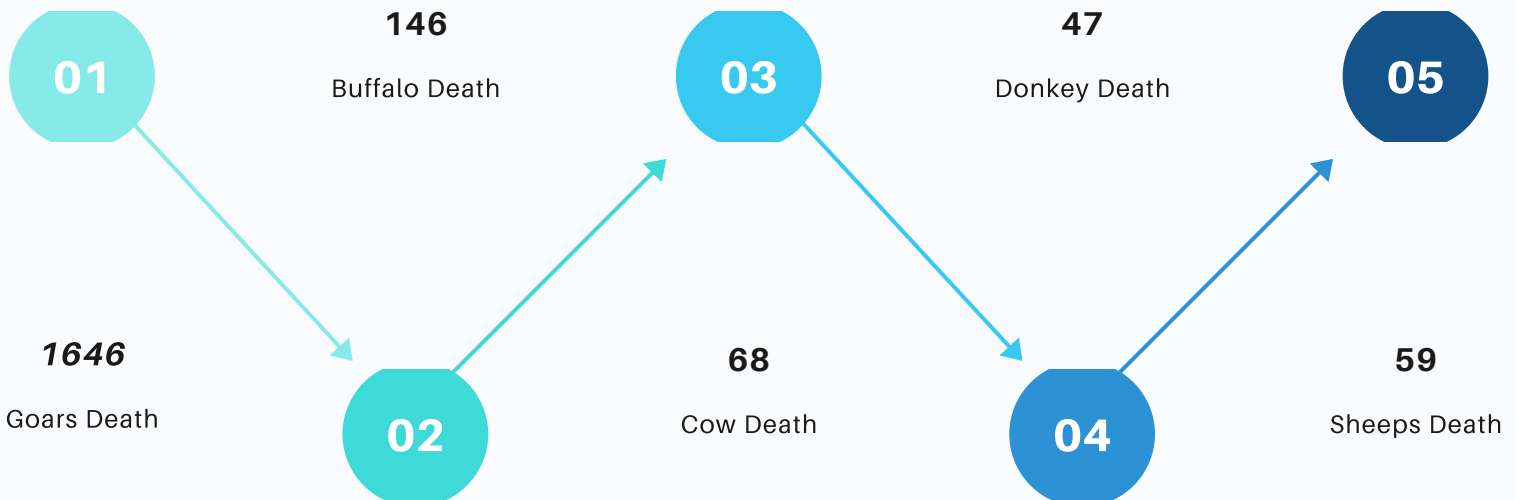 01
1646
Goars Death
146
Buffalo Death
02
03
68
Cow Death
47
Donkey Death
04
05
59
Sheeps Death